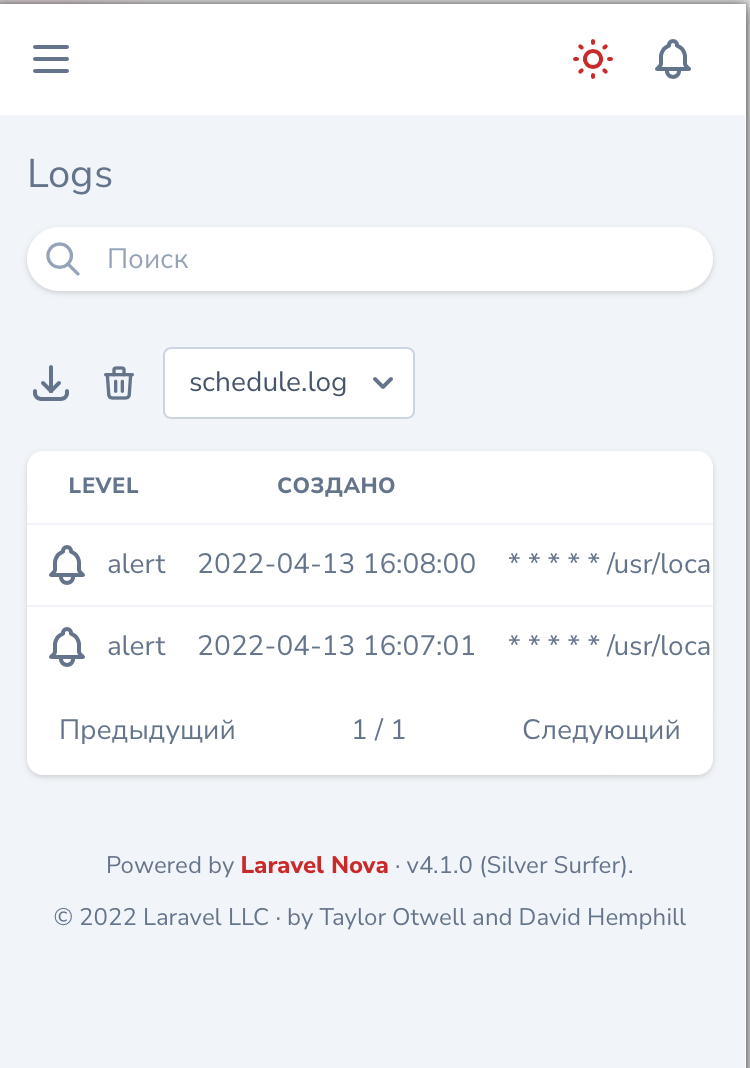 Logs
Поиск
schedule.log
LEVEL СОЗДАНО
alert 2022-04-13 16:08:00 * * * * * /usr/loca
alert 2022-04-13 16:07:01 * * * * * /usr/loca
Предыдущий 1 / 1 Следующий
Powered by Laravel Nova · v4.1.0 (Silver Surfer).
© 2022 Laravel LLC · by Taylor Otwell and David Hemphill